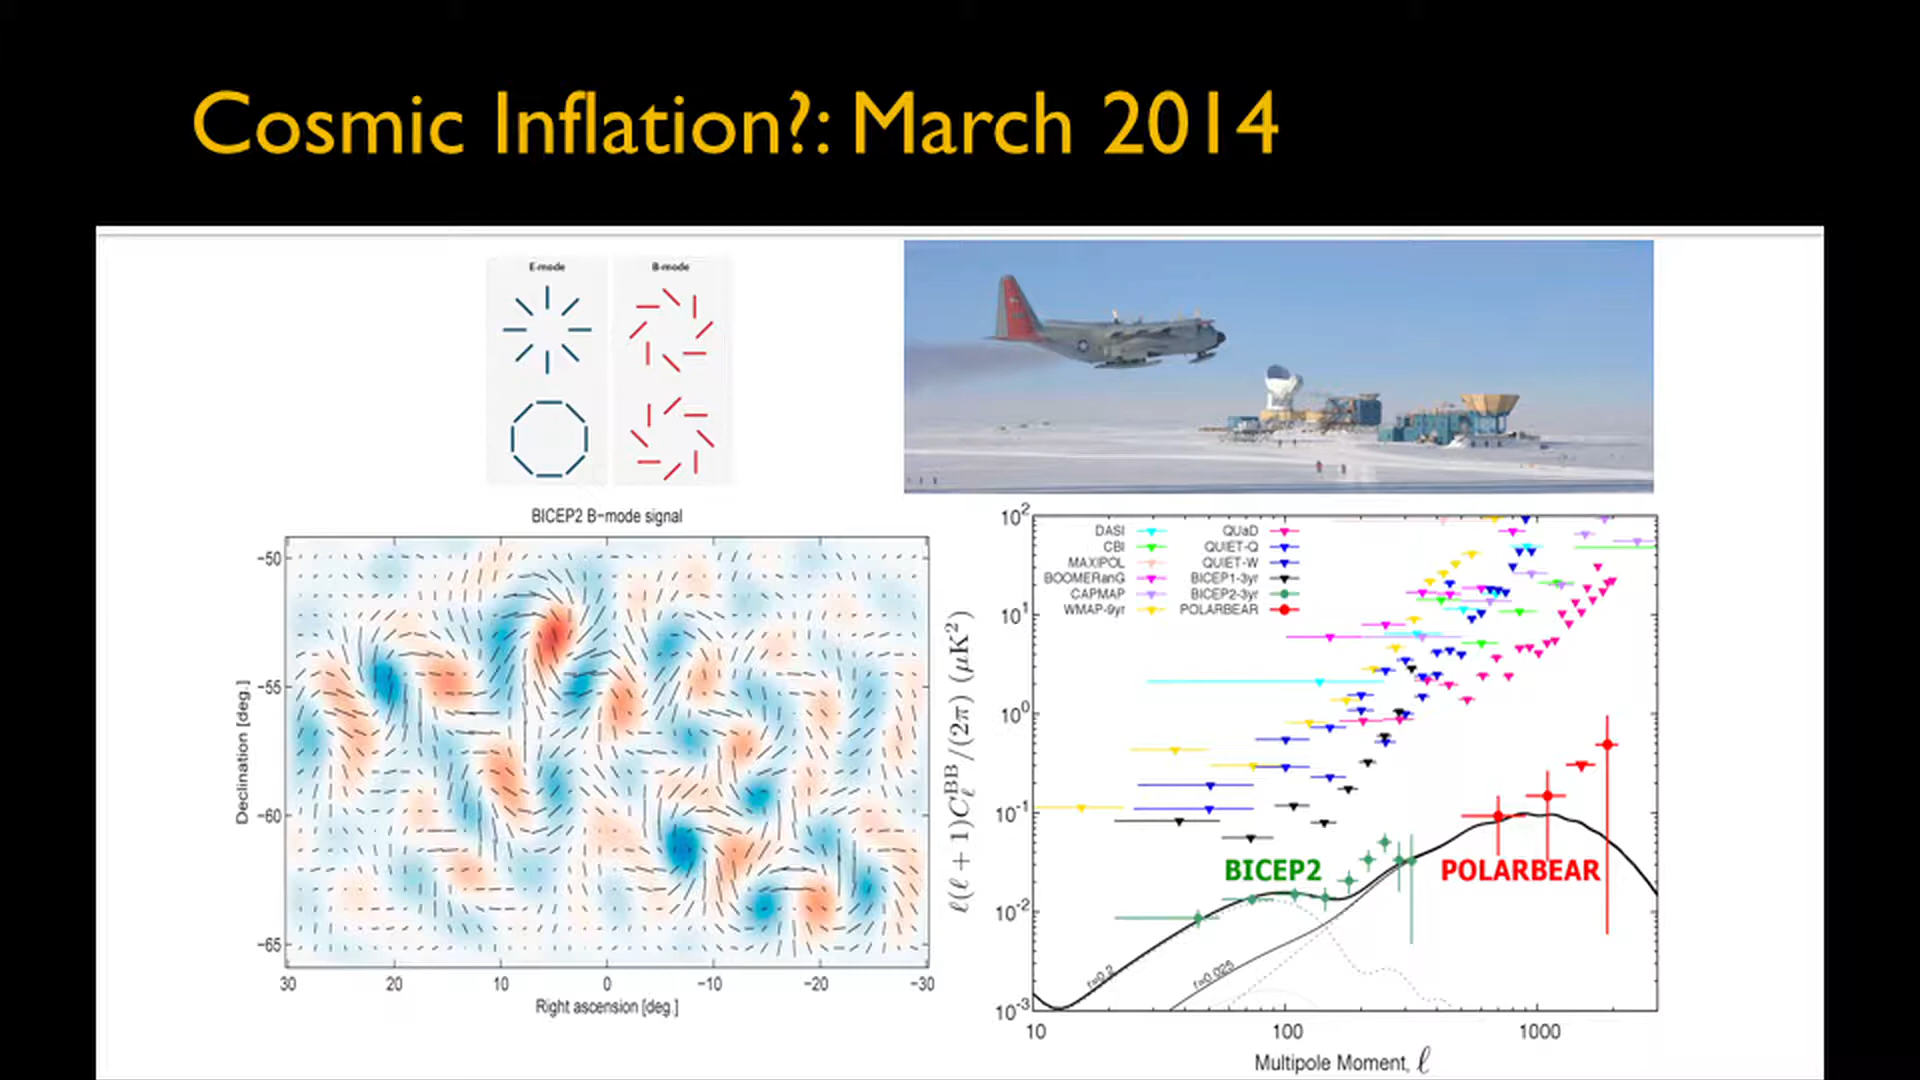 Cosmic Inflation?: March 2014
E-mode
B-mode
BICEP2 B−mode signal
−50
−55
−60
−65
Declination [deg.]
30
20
10
0
−10
−20
−30
Right ascension [deg.]
10²
10¹
10⁰
10⁻¹
10⁻²
10⁻³
ℓ(ℓ + 1)C_ℓ^BB/(2π) (μK²)
DASI
CBI
MAXIPOL
BOOMERanG
CAPMAP
WMAP-9yr
QUaD
QUIET-Q
QUIET-W
BICEP1-3yr
BICEP2-3yr
POLARBEAR
BICEP2
POLARBEAR
r=0.2
r=0.025
10
100
1000
Multipole Moment, ℓ